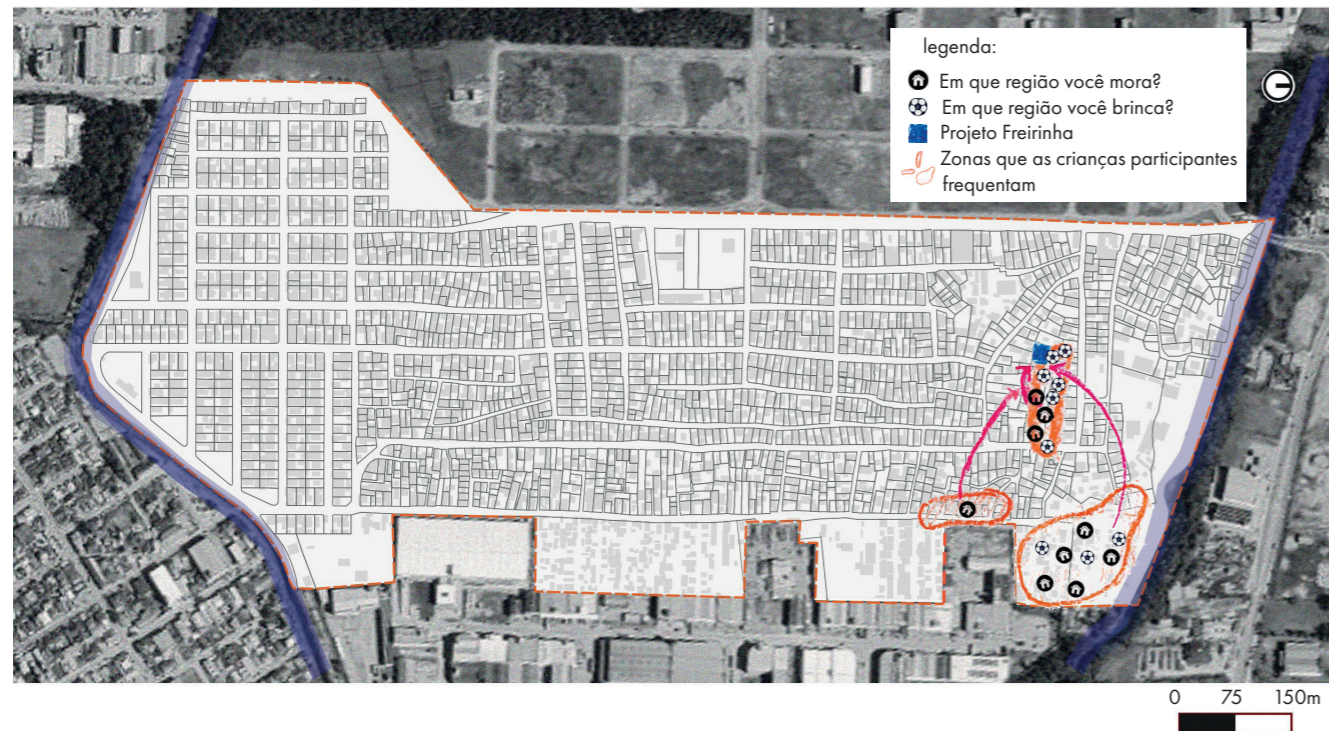 legenda:
Em que região você mora?
Em que região você brinca?
Projeto Freirinha
Zonas que as crianças participantes
frequentam
0 75 150m